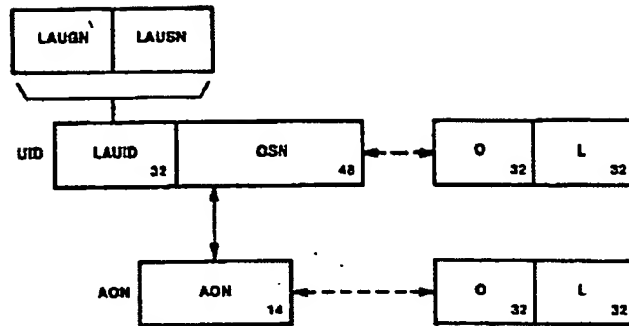 LAUGN LAUSN
UID LAUID 32 OSN 48 O 32 L 32
AON AON 14 O 32 L 32